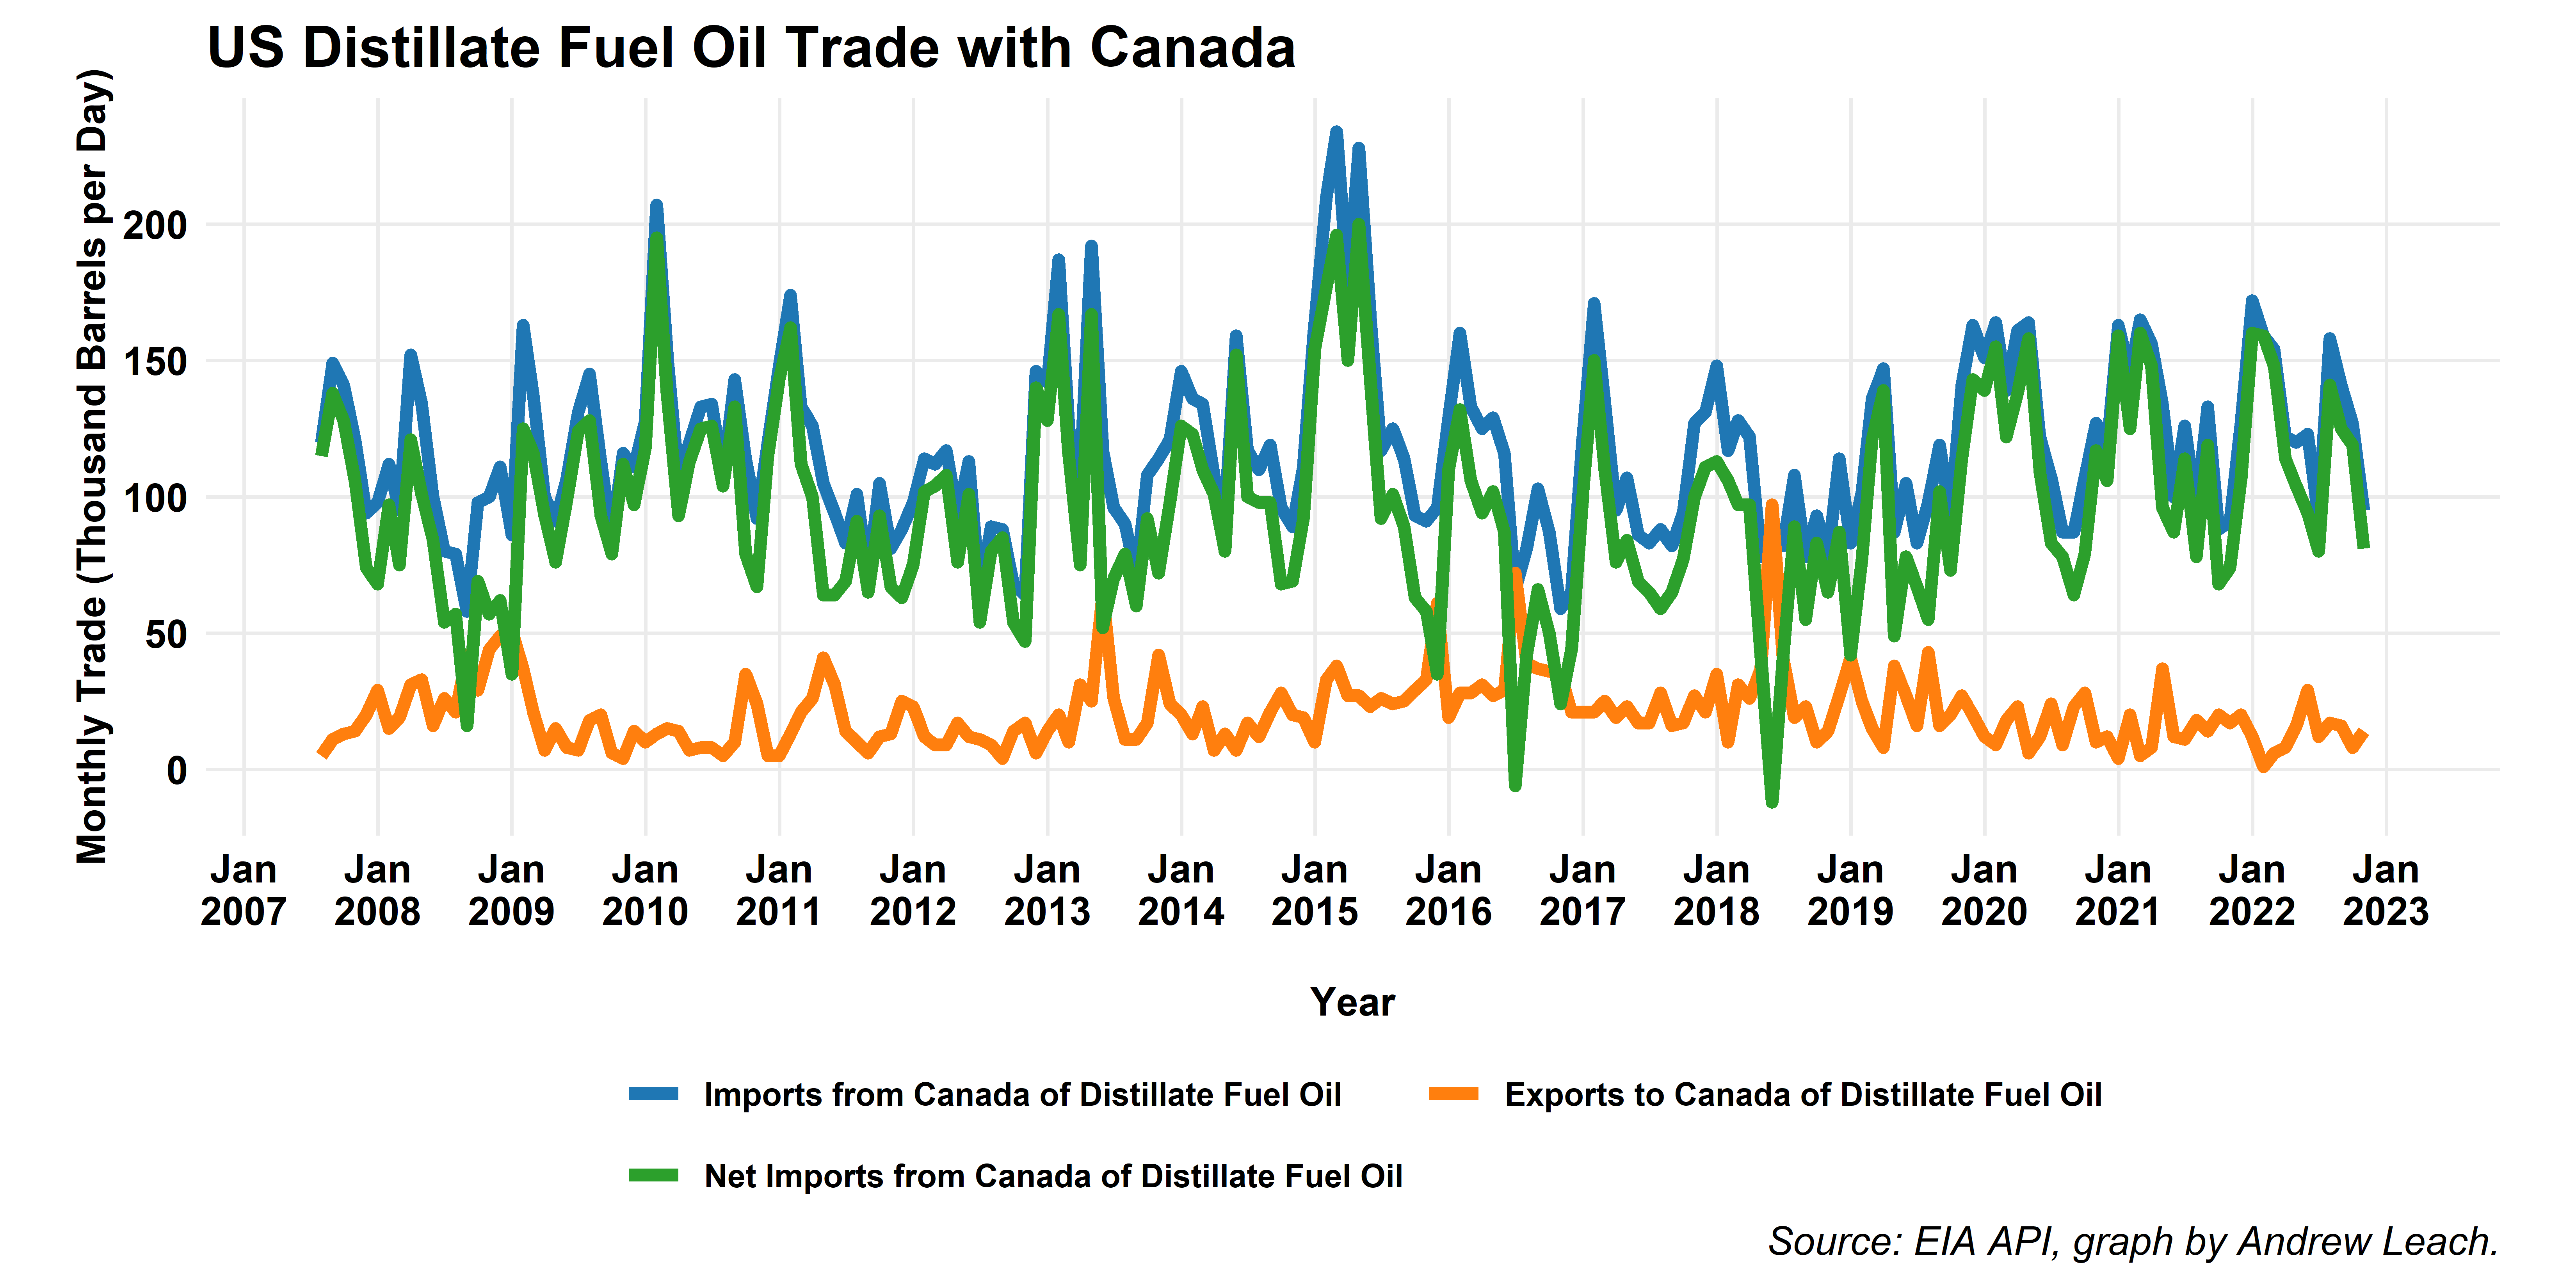 US Distillate Fuel Oil Trade with Canada
Monthly Trade (Thousand Barrels per Day)
200
150
100
50
0
Jan 2007
Jan 2008
Jan 2009
Jan 2010
Jan 2011
Jan 2012
Jan 2013
Jan 2014
Jan 2015
Jan 2016
Jan 2017
Jan 2018
Jan 2019
Jan 2020
Jan 2021
Jan 2022
Jan 2023
Year
Imports from Canada of Distillate Fuel Oil
Exports to Canada of Distillate Fuel Oil
Net Imports from Canada of Distillate Fuel Oil
Source: EIA API, graph by Andrew Leach.